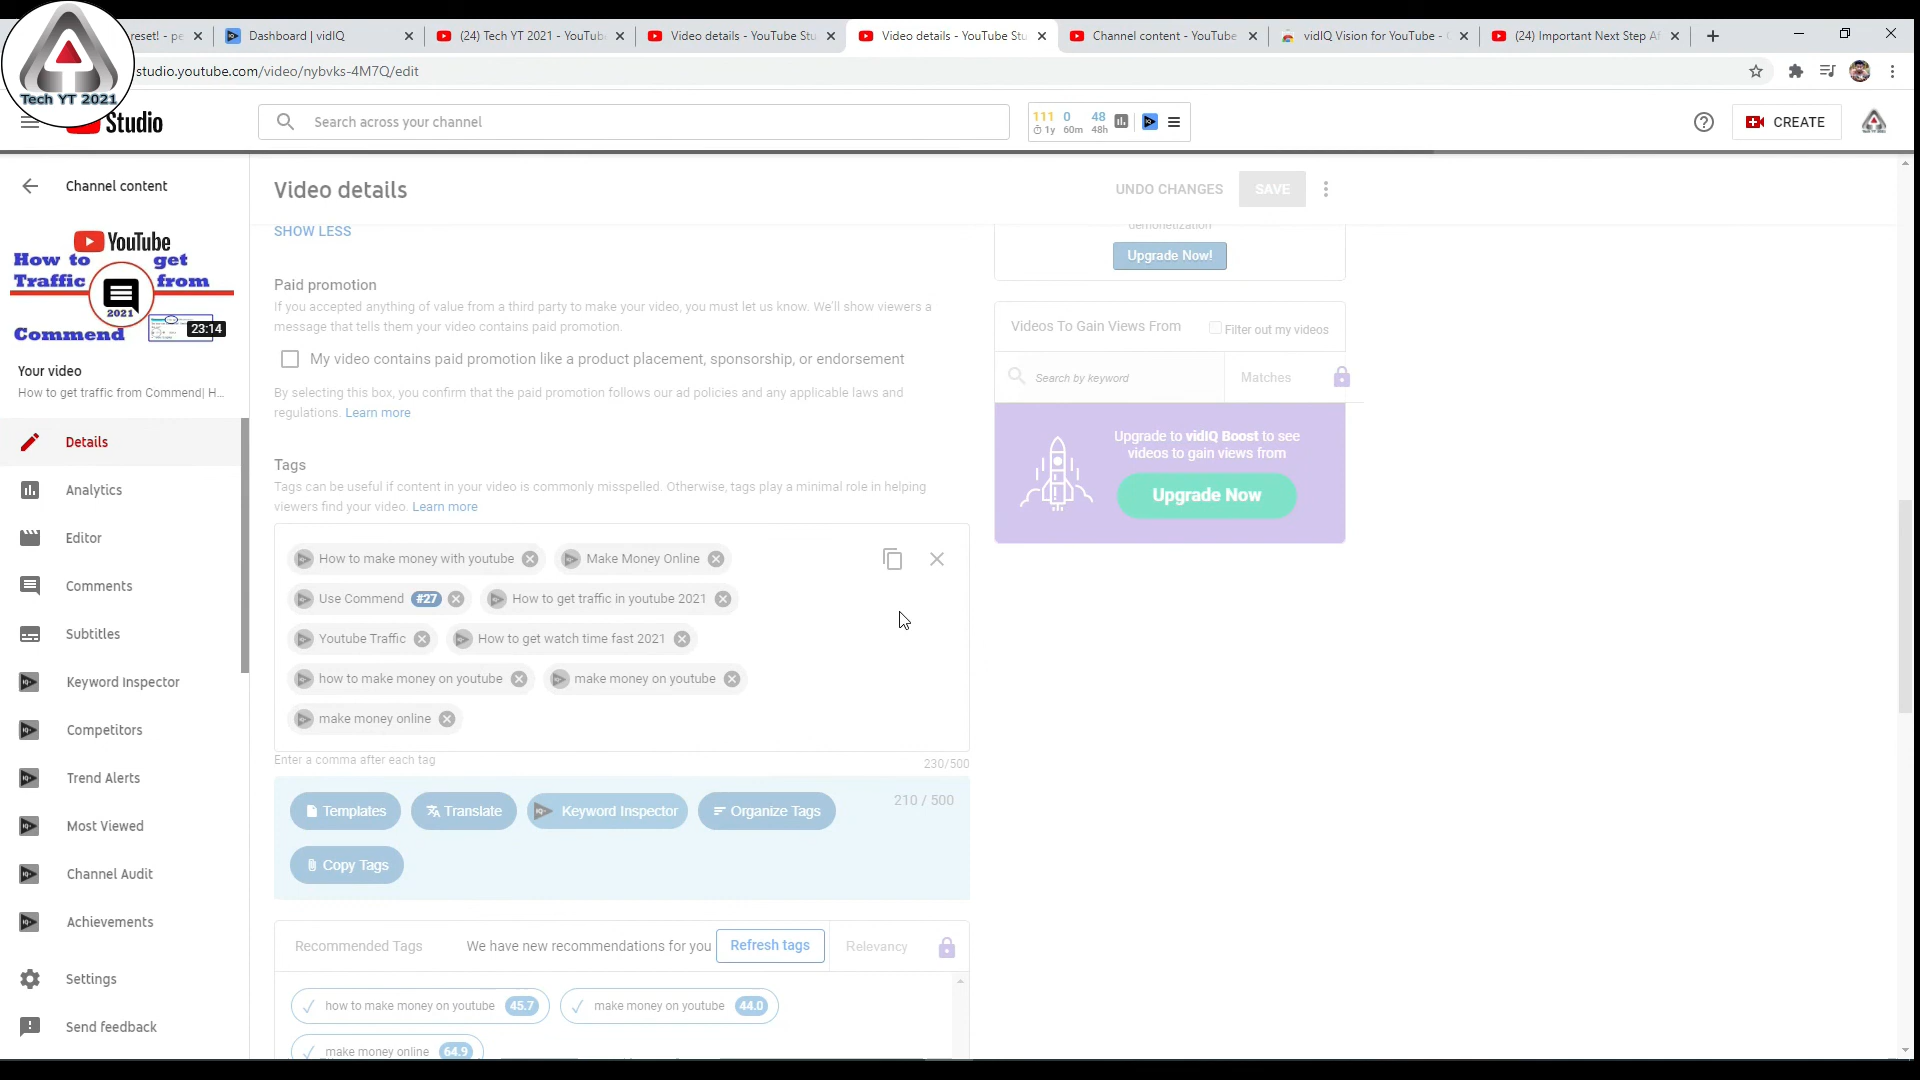 reset! - pe
Dashboard | vidIQ
(24) Tech YT 2021 - YouTub
Video details - YouTube Stu
Video details - YouTube Stu
Channel content - YouTube
vidIQ Vision for YouTube - C
(24) Important Next Step Af
studio.youtube.com/video/nybvks-4M7Q/edit
Tech YT 2021
Studio
Search across your channel
111 0 48
1y 60m 48h
CREATE
Channel content
Video details
UNDO CHANGES
SAVE
YouTube
How to get
Traffic from
2021
Commend
23:14
Your video
How to get traffic from Commend| H...
Details
Analytics
Editor
Comments
Subtitles
Keyword Inspector
Competitors
Trend Alerts
Most Viewed
Channel Audit
Achievements
Settings
Send feedback
SHOW LESS
Paid promotion
If you accepted anything of value from a third party to make your video, you must let us know. We'll show viewers a
message that tells them your video contains paid promotion.
My video contains paid promotion like a product placement, sponsorship, or endorsement
By selecting this box, you confirm that the paid promotion follows our ad policies and any applicable laws and
regulations. Learn more
Tags
Tags can be useful if content in your video is commonly misspelled. Otherwise, tags play a minimal role in helping
viewers find your video. Learn more
How to make money with youtube
Make Money Online
Use Commend #27
How to get traffic in youtube 2021
Youtube Traffic
How to get watch time fast 2021
how to make money on youtube
make money on youtube
make money online
Enter a comma after each tag
230/500
Templates
Translate
Keyword Inspector
Organize Tags
210 / 500
Copy Tags
Recommended Tags
We have new recommendations for you
Refresh tags
Relevancy
how to make money on youtube 45.7
make money on youtube 44.0
make money online 64.9
demonetization
Upgrade Now!
Videos To Gain Views From
Filter out my videos
Search by keyword
Matches
Upgrade to vidIQ Boost to see
videos to gain views from
Upgrade Now